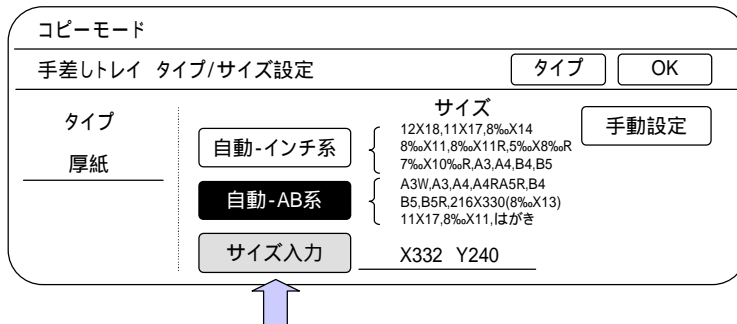 コピーモード
手差しトレイ タイプ/サイズ設定
タイプ
OK
タイプ
厚紙
サイズ
手動設定
自動-インチ系
12X18,11X17,8‰X14
8‰X11,8‰X11R,5‰X8‰R
7‰X10‰R,A3,A4,B4,B5
自動-AB系
A3W,A3,A4,A4RA5R,B4
B5,B5R,216X330(8‰X13)
11X17,8‰X11,はがき
サイズ入力
X332 Y240